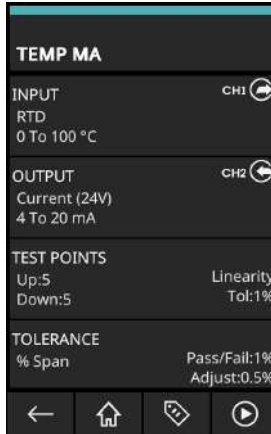 TEMP MA
INPUT CH1
RTD
0 To 100 °C
OUTPUT CH2
Current (24V)
4 To 20 mA
TEST POINTS
Up:5 Linearity
Down:5 Tol:1%
TOLERANCE
% Span Pass/Fail:1%
Adjust:0.5%